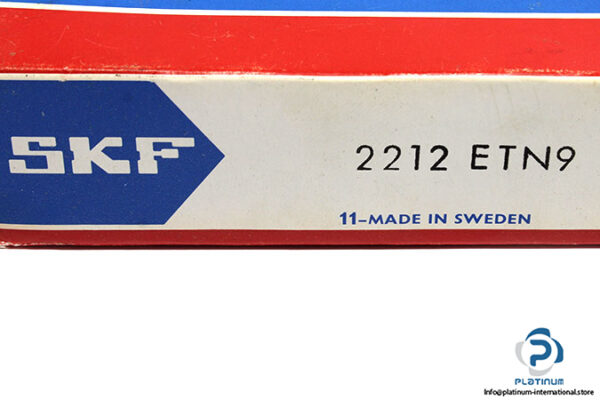 SKF
2212 ETN9
11-MADE IN SWEDEN
PLATINUM
Info@platinum-international.store